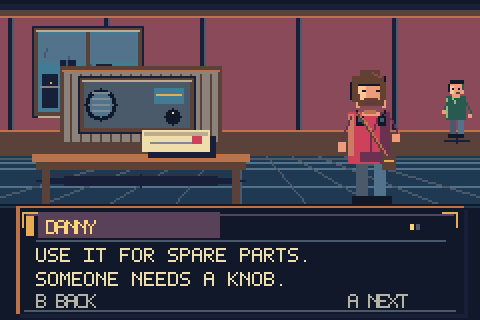 DANNY
USE IT FOR SPARE PARTS.
SOMEONE NEEDS A KNOB.
B BACK
A NEXT